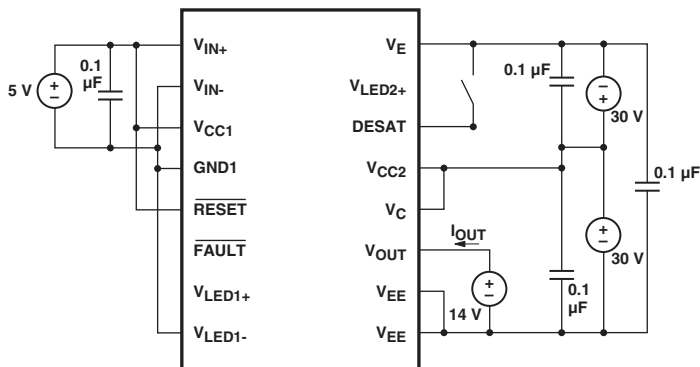 VIN+
VE
0.1
µF
0.1 µF
5 V
+
−
VIN-
VLED2+
−
+
30 V
VCC1
DESAT
GND1
VCC2
0.1 µF
RESET
VC
IOUT
+
−
30 V
FAULT
VOUT
+
−
14 V
0.1
µF
VLED1+
VEE
VLED1-
VEE